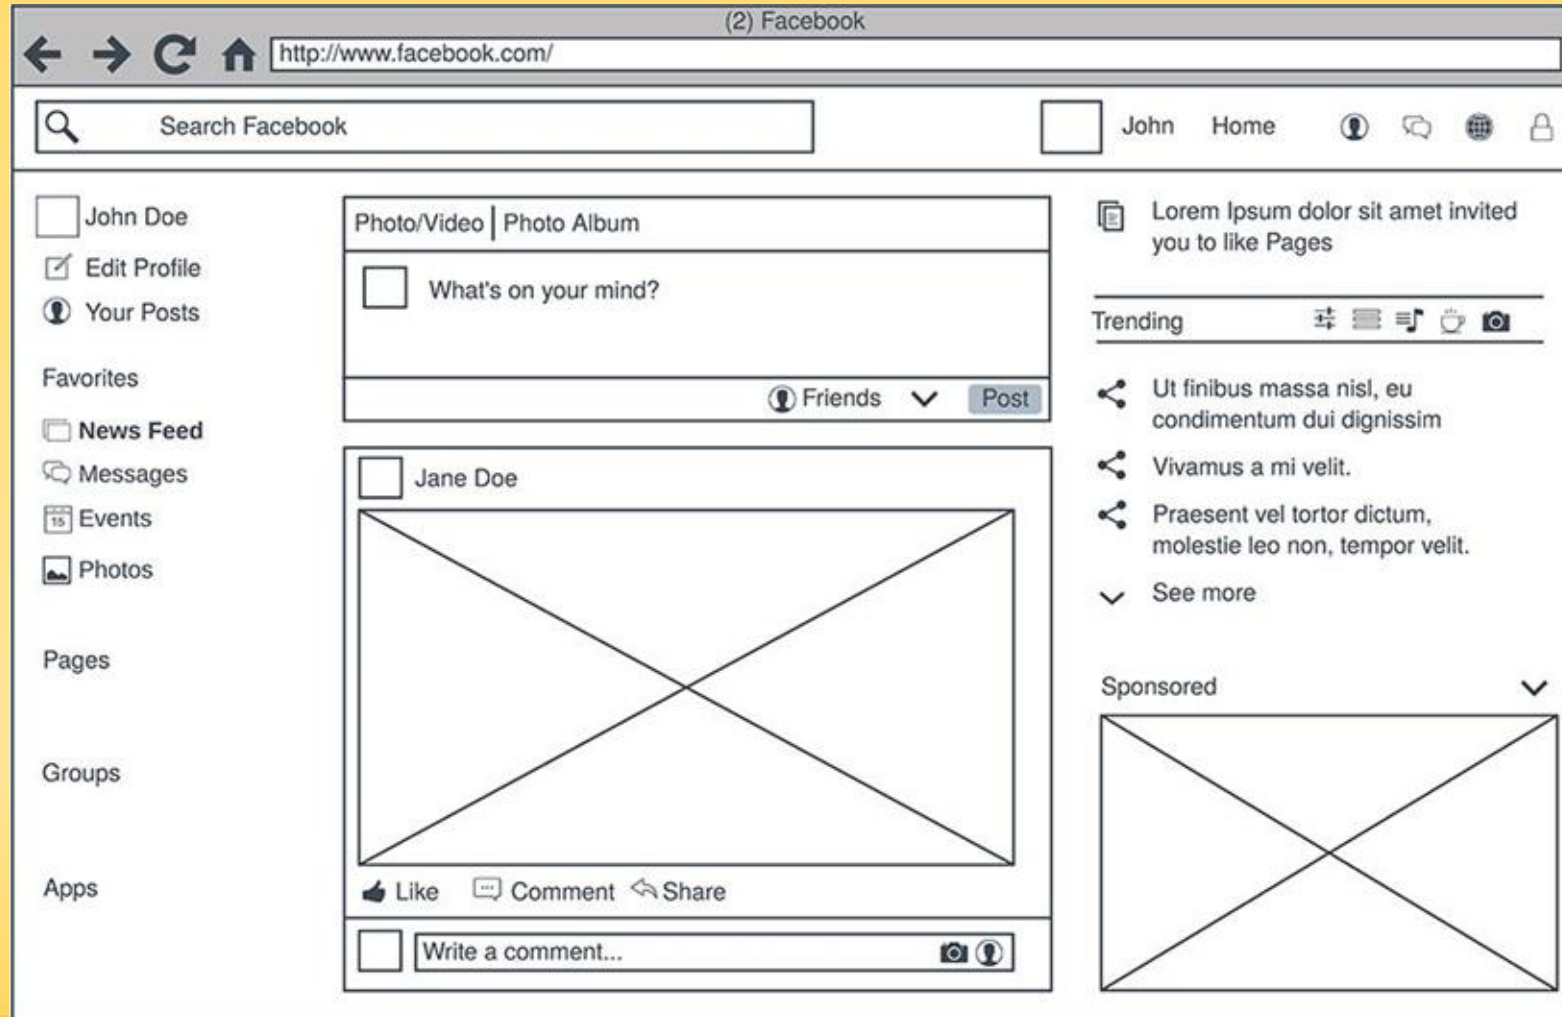 (2) Facebook
http://www.facebook.com/
Search Facebook
John Home
John Doe
Edit Profile
Your Posts
Favorites
News Feed
Messages
15 Events
Photos
Pages
Groups
Apps
Photo/Video | Photo Album
What's on your mind?
Friends
Post
Jane Doe
Like Comment Share
Write a comment...
Lorem Ipsum dolor sit amet invited
you to like Pages
Trending
Ut finibus massa nisl, eu
condimentum dui dignissim
Vivamus a mi velit.
Praesent vel tortor dictum,
molestie leo non, tempor velit.
See more
Sponsored